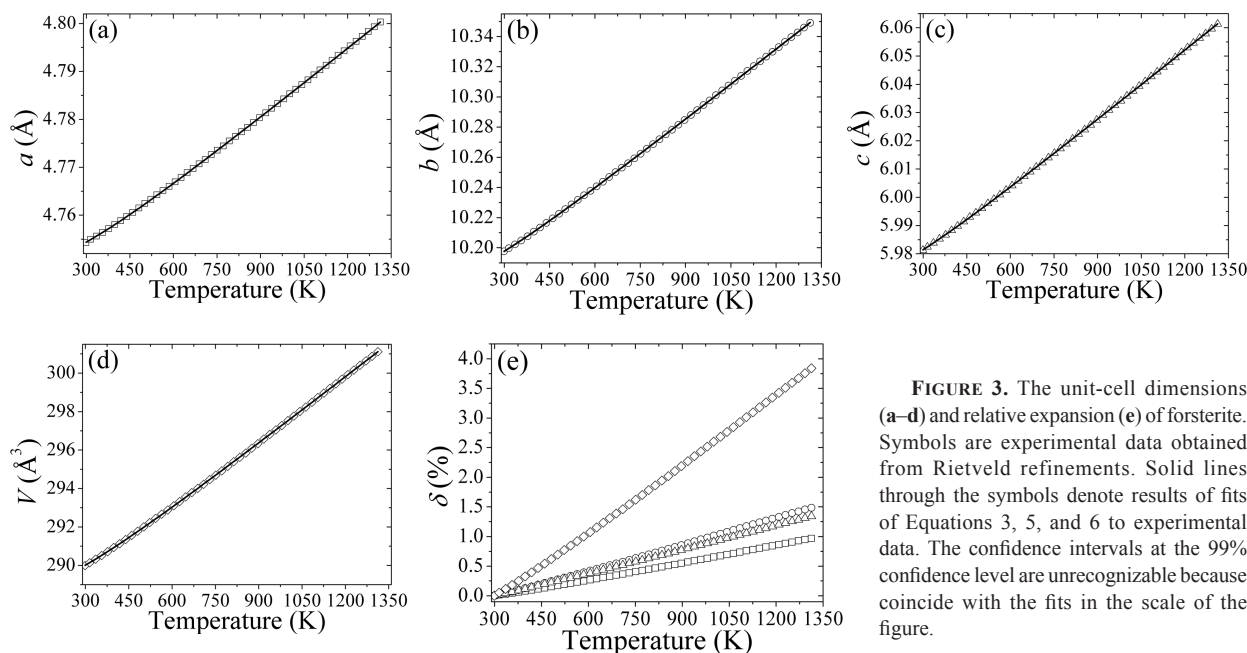 (a)
4.80
4.79
4.78
4.77
4.76
a (Å)
300 450 600 750 900 1050 1200 1350
Temperature (K)
(b)
10.34
10.32
10.30
10.28
10.26
10.24
10.22
10.20
b (Å)
300 450 600 750 900 1050 1200 1350
Temperature (K)
(c)
6.06
6.05
6.04
6.03
6.02
6.01
6.00
5.99
5.98
c (Å)
300 450 600 750 900 1050 1200 1350
Temperature (K)
(d)
300
298
296
294
292
290
V (Å³)
300 450 600 750 900 1050 1200 1350
Temperature (K)
(e)
4.0
3.5
3.0
2.5
2.0
1.5
1.0
0.5
0.0
δ (%)
300 450 600 750 900 1050 1200 1350
Temperature (K)
FIGURE 3. The unit-cell dimensions
(a–d) and relative expansion (e) of forsterite.
Symbols are experimental data obtained
from Rietveld refinements. Solid lines
through the symbols denote results of fits
of Equations 3, 5, and 6 to experimental
data. The confidence intervals at the 99%
confidence level are unrecognizable because
coincide with the fits in the scale of the
figure.